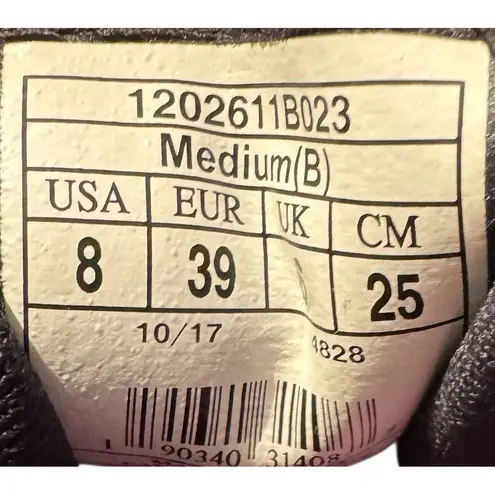 1202611B023
Medium(B)
USA EUR UK CM
8 39 25
10/17 4828
90340 31408